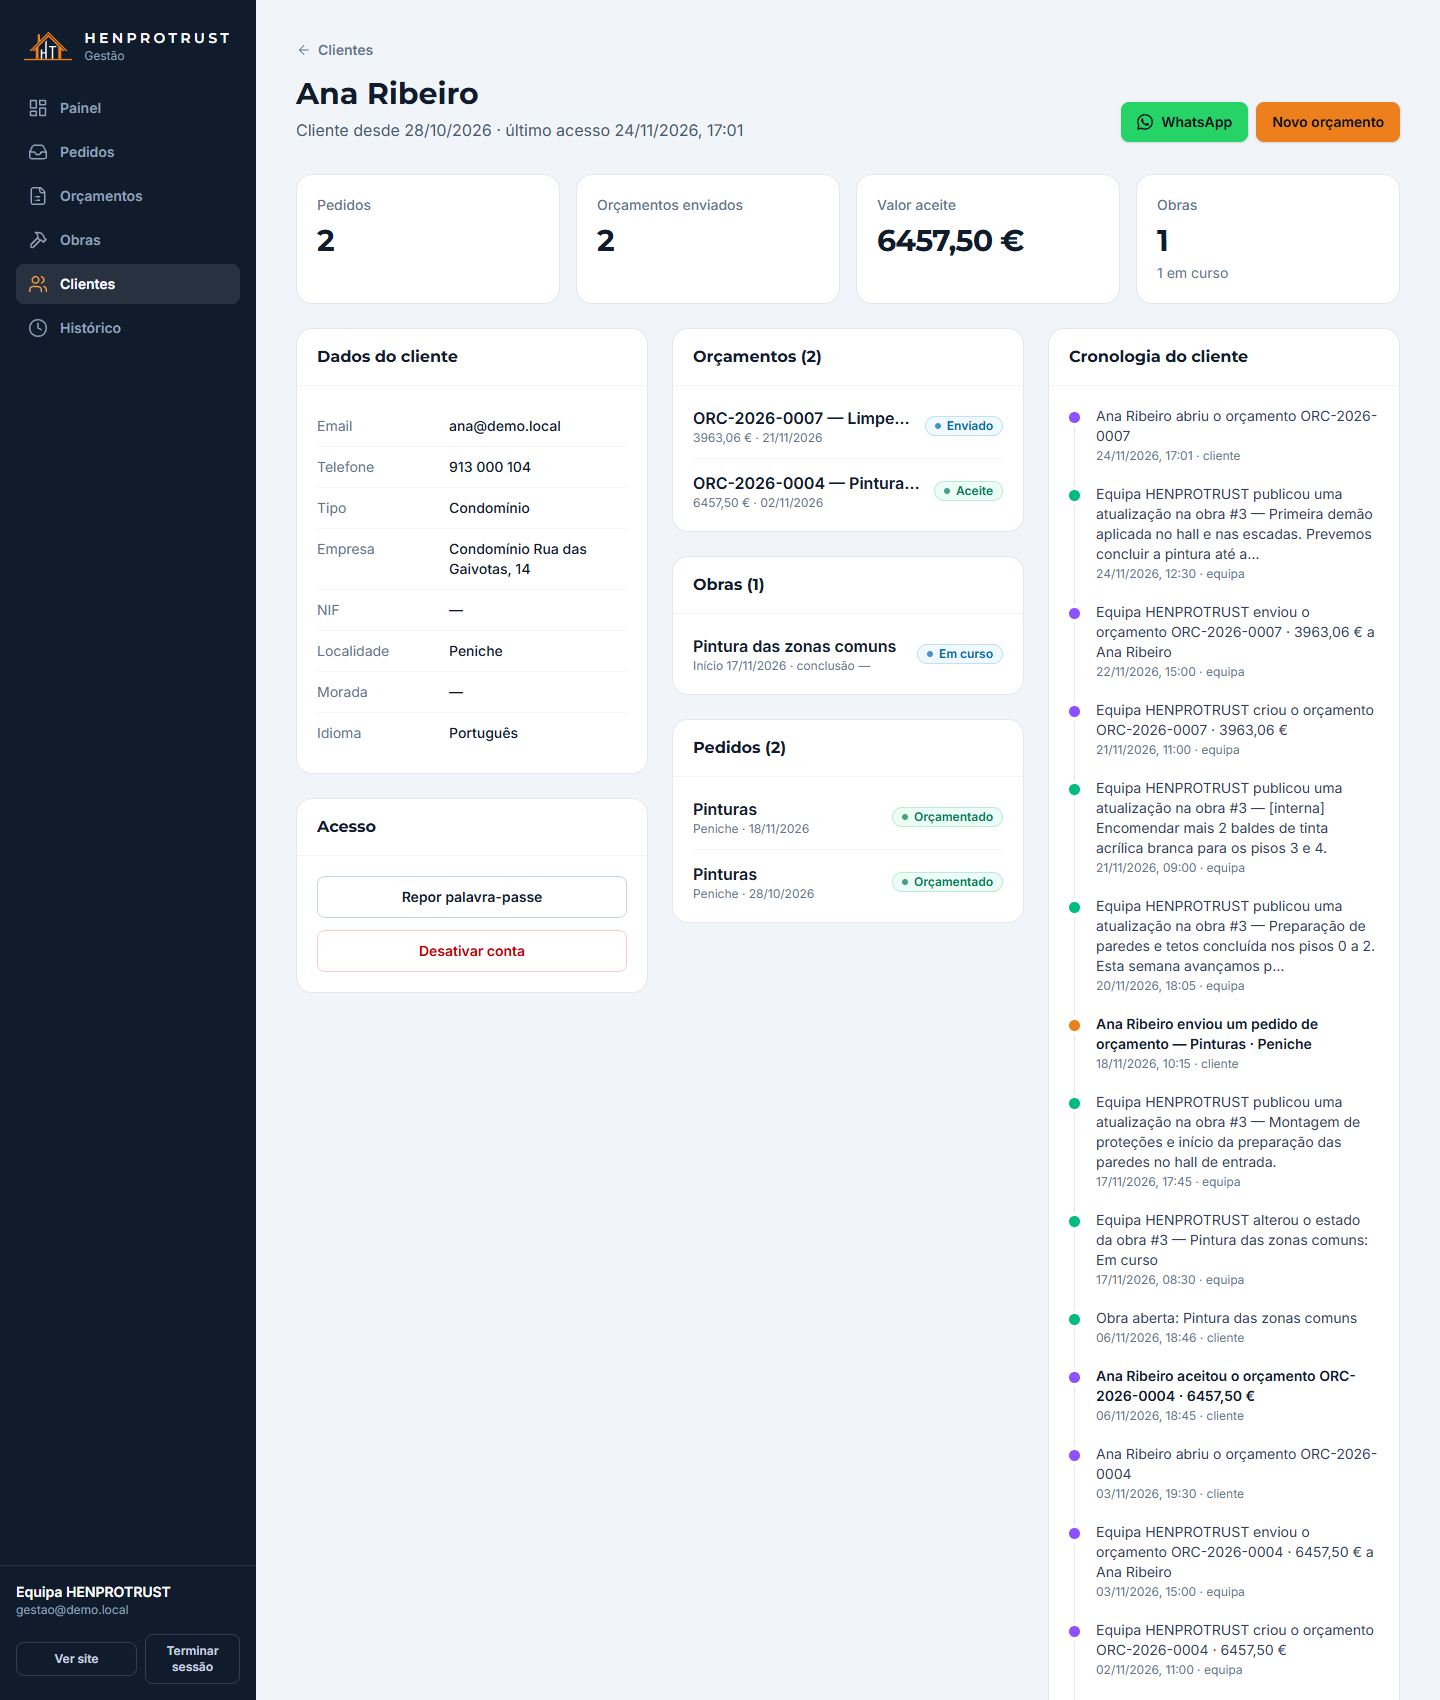 HENPROTRUST
Gestão
Painel
Pedidos
Orçamentos
Obras
Clientes
Histórico
Equipa HENPROTRUST
gestao@demo.local
Ver site
Terminar
sessão
← Clientes
Ana Ribeiro
Cliente desde 28/10/2026 · último acesso 24/11/2026, 17:01
WhatsApp
Novo orçamento
Pedidos
2
Orçamentos enviados
2
Valor aceite
6457,50 €
Obras
1
1 em curso
Dados do cliente
Email ana@demo.local
Telefone 913 000 104
Tipo Condomínio
Empresa Condomínio Rua das
Gaivotas, 14
NIF —
Localidade Peniche
Morada —
Idioma Português
Acesso
Repor palavra-passe
Desativar conta
Orçamentos (2)
ORC-2026-0007 — Limpe... Enviado
3963,06 € · 21/11/2026
ORC-2026-0004 — Pintura... Aceite
6457,50 € · 02/11/2026
Obras (1)
Pintura das zonas comuns Em curso
Início 17/11/2026 · conclusão —
Pedidos (2)
Pinturas Orçamentado
Peniche · 18/11/2026
Pinturas Orçamentado
Peniche · 28/10/2026
Cronologia do cliente
Ana Ribeiro abriu o orçamento ORC-2026-
0007
24/11/2026, 17:01 · cliente
Equipa HENPROTRUST publicou uma
atualização na obra #3 — Primeira demão
aplicada no hall e nas escadas. Prevemos
concluir a pintura até a...
24/11/2026, 12:30 · equipa
Equipa HENPROTRUST enviou o
orçamento ORC-2026-0007 · 3963,06 € a
Ana Ribeiro
22/11/2026, 15:00 · equipa
Equipa HENPROTRUST criou o orçamento
ORC-2026-0007 · 3963,06 €
21/11/2026, 11:00 · equipa
Equipa HENPROTRUST publicou uma
atualização na obra #3 — [interna]
Encomendar mais 2 baldes de tinta
acrílica branca para os pisos 3 e 4.
21/11/2026, 09:00 · equipa
Equipa HENPROTRUST publicou uma
atualização na obra #3 — Preparação de
paredes e tetos concluída nos pisos 0 a 2.
Esta semana avançamos p...
20/11/2026, 18:05 · equipa
Ana Ribeiro enviou um pedido de
orçamento — Pinturas · Peniche
18/11/2026, 10:15 · cliente
Equipa HENPROTRUST publicou uma
atualização na obra #3 — Montagem de
proteções e início da preparação das
paredes no hall de entrada.
17/11/2026, 17:45 · equipa
Equipa HENPROTRUST alterou o estado
da obra #3 — Pintura das zonas comuns:
Em curso
17/11/2026, 08:30 · equipa
Obra aberta: Pintura das zonas comuns
06/11/2026, 18:46 · cliente
Ana Ribeiro aceitou o orçamento ORC-
2026-0004 · 6457,50 €
06/11/2026, 18:45 · cliente
Ana Ribeiro abriu o orçamento ORC-2026-
0004
03/11/2026, 19:30 · cliente
Equipa HENPROTRUST enviou o
orçamento ORC-2026-0004 · 6457,50 € a
Ana Ribeiro
03/11/2026, 15:00 · equipa
Equipa HENPROTRUST criou o orçamento
ORC-2026-0004 · 6457,50 €
02/11/2026, 11:00 · equipa